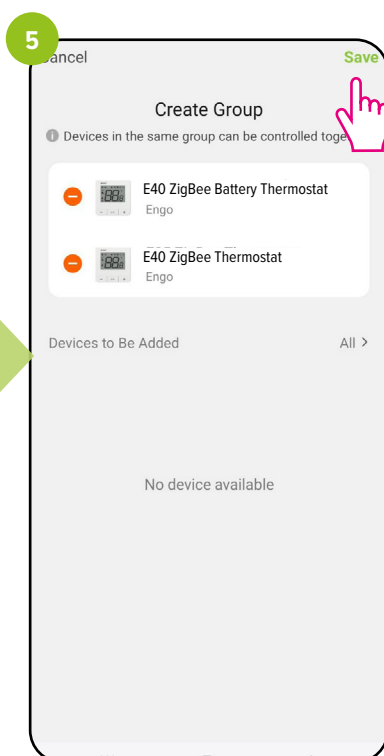 5
ancel Save
Create Group
Devices in the same group can be controlled toge
E40 ZigBee Battery Thermostat
Engo
E40 ZigBee Thermostat
Engo
Devices to Be Added All >
No device available